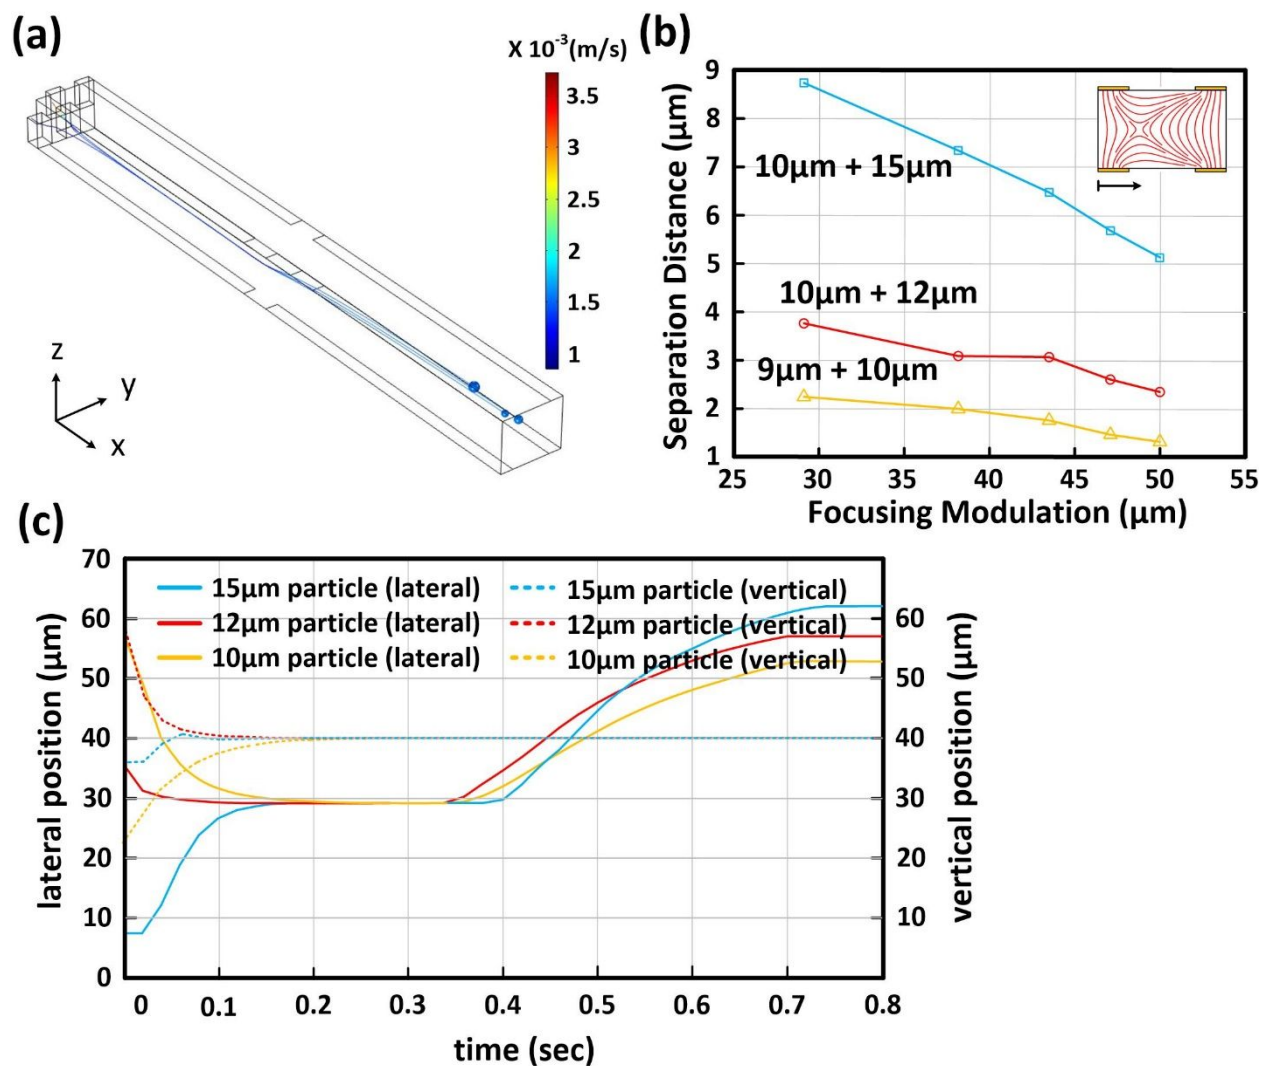 (a)
X 10⁻³(m/s)
3.5
3
2.5
2
1.5
1
z
y
x
(b)
Separation Distance (µm)
9
8
7
6
5
4
3
2
1
10µm + 15µm
10µm + 12µm
9µm + 10µm
25 30 35 40 45 50 55
Focusing Modulation (µm)
(c)
lateral position (µm)
70
60
50
40
30
20
10
0
15µm particle (lateral)
12µm particle (lateral)
10µm particle (lateral)
15µm particle (vertical)
12µm particle (vertical)
10µm particle (vertical)
60
50
40
30
20
10
vertical position (µm)
0 0.1 0.2 0.3 0.4 0.5 0.6 0.7 0.8
time (sec)